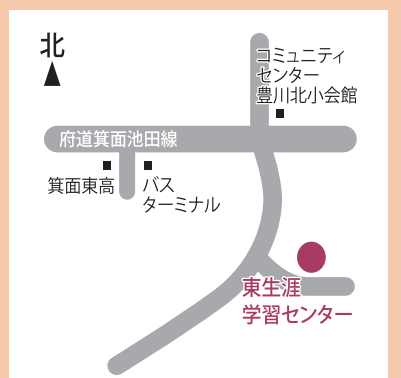 北
コミュニティ
センター
豊川北小会館
府道箕面池田線
箕面東高
バス
ターミナル
東生涯
学習センター